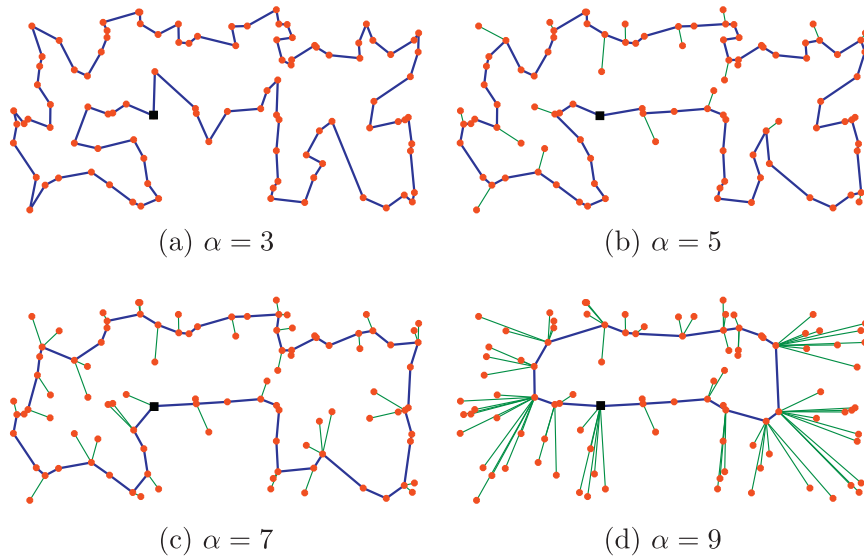 (a) α = 3
(b) α = 5
(c) α = 7
(d) α = 9